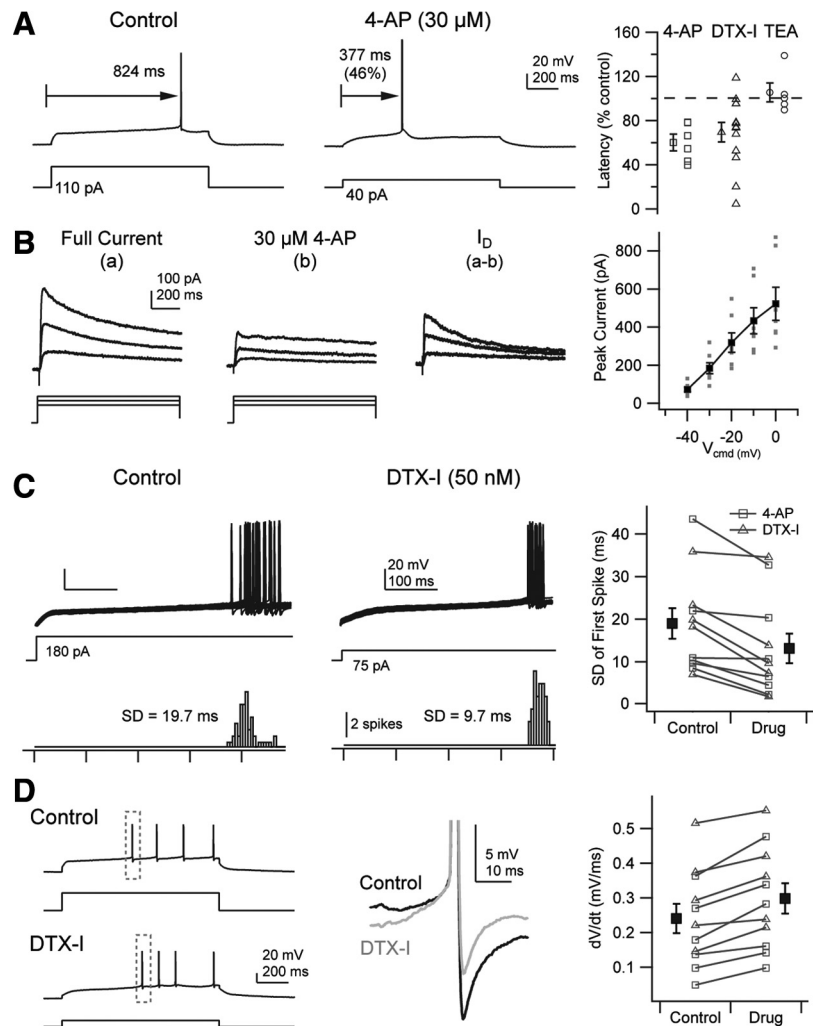 A
Control
4-AP (30 µM)
824 ms
377 ms
(46%)
20 mV
200 ms
110 pA
40 pA
4-AP DTX-I TEA
160
120
80
40
0
Latency (% control)
B
Full Current
(a)
30 µM 4-AP
(b)
I_D
(a-b)
100 pA
200 ms
800
600
400
200
0
Peak Current (pA)
-40 -20 0
V_cmd (mV)
C
Control
DTX-I (50 nM)
20 mV
100 ms
180 pA
75 pA
SD = 19.7 ms
2 spikes
SD = 9.7 ms
4-AP
DTX-I
40
30
20
10
0
SD of First Spike (ms)
Control Drug
D
Control
DTX-I
20 mV
200 ms
Control
DTX-I
5 mV
10 ms
0.5
0.4
0.3
0.2
0.1
dV/dt (mV/ms)
Control Drug